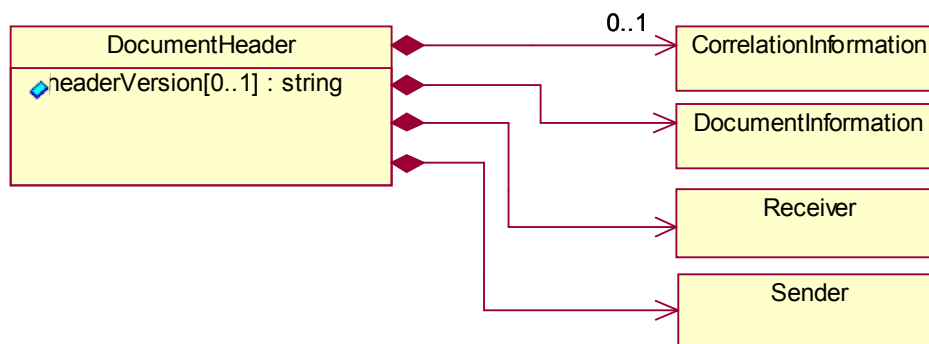 0..1
DocumentHeader
CorrelationInformation
headerVersion[0..1] : string
DocumentInformation
Receiver
Sender